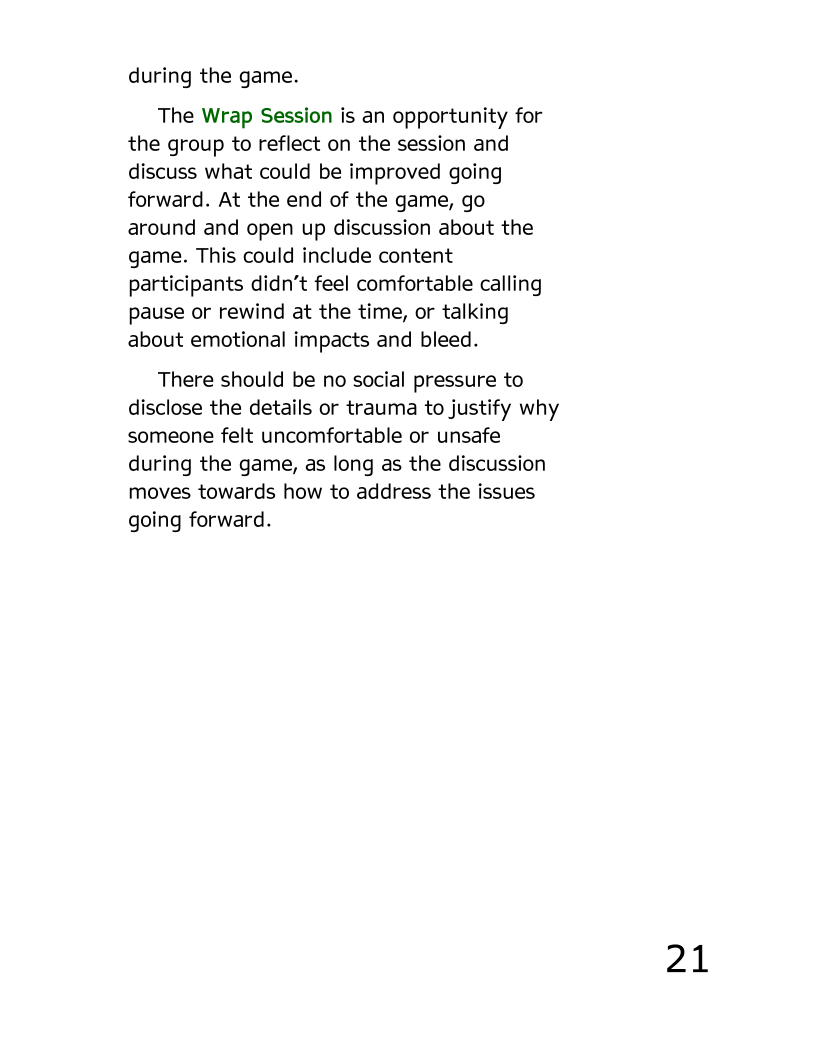 during the game.
The Wrap Session is an opportunity for
the group to reflect on the session and
discuss what could be improved going
forward. At the end of the game, go
around and open up discussion about the
game. This could include content
participants didn’t feel comfortable calling
pause or rewind at the time, or talking
about emotional impacts and bleed.
There should be no social pressure to
disclose the details or trauma to justify why
someone felt uncomfortable or unsafe
during the game, as long as the discussion
moves towards how to address the issues
going forward.
21